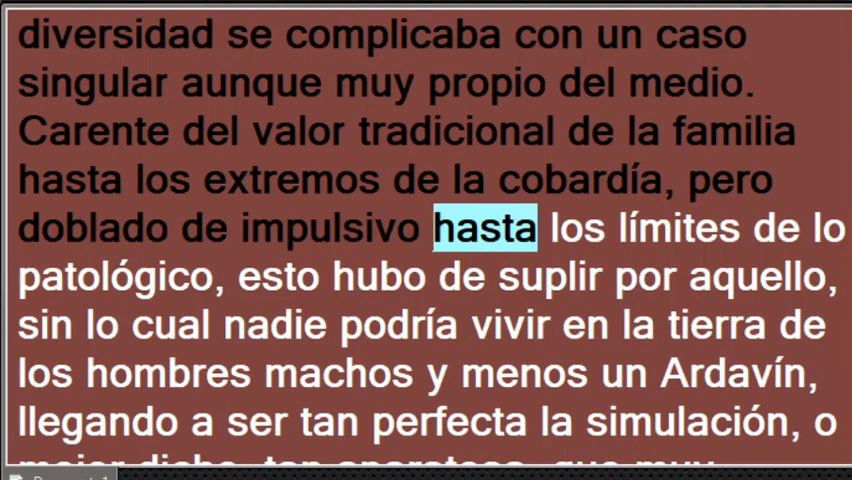 diversidad se complicaba con un caso
singular aunque muy propio del medio.
Carente del valor tradicional de la familia
hasta los extremos de la cobardía, pero
doblado de impulsivo hasta los límites de lo
patológico, esto hubo de suplir por aquello,
sin lo cual nadie podría vivir en la tierra de
los hombres machos y menos un Ardavín,
llegando a ser tan perfecta la simulación, o